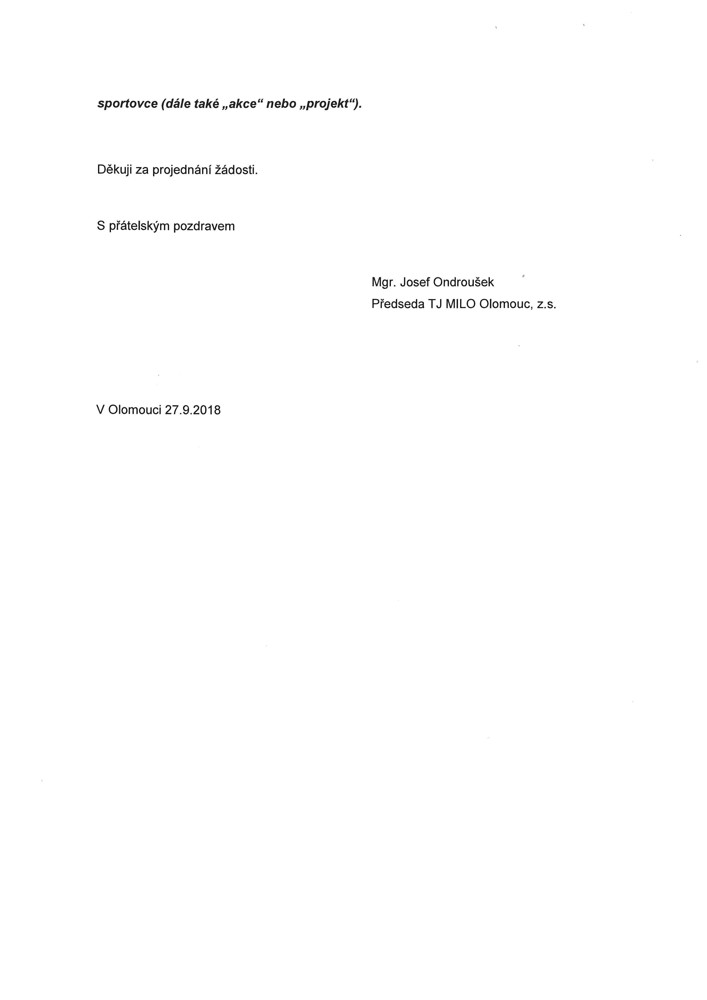 sportovce (dále také „akce“ nebo „projekt“).
Děkuji za projednání žádosti.
S přátelským pozdravem
Mgr. Josef Ondroušek
Předseda TJ MILO Olomouc, z.s.
V Olomouci 27.9.2018